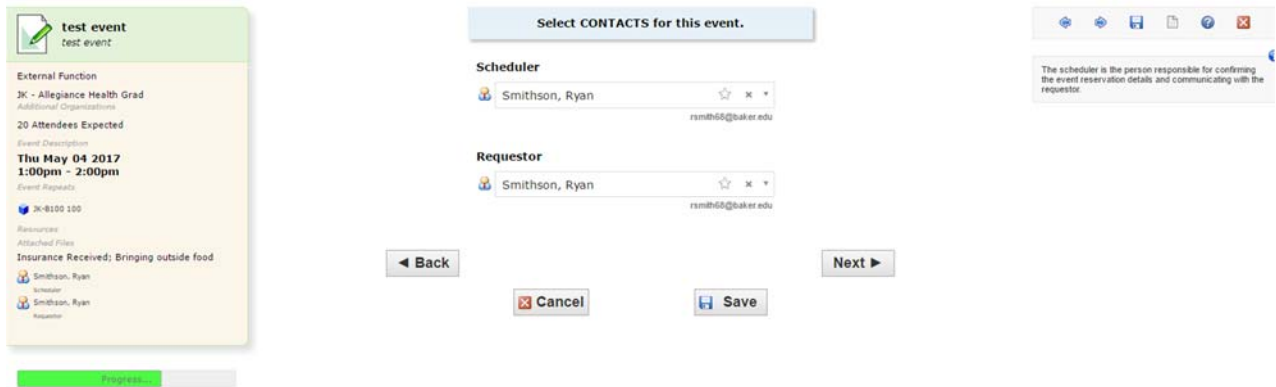 test event
test event
External Function
JK - Allegiance Health Grad
Additional Organizations
20 Attendees Expected
Event Description
Thu May 04 2017
1:00pm - 2:00pm
Event Repeats
JK-B100 100
Resources
Attached Files
Insurance Received; Bringing outside food
Smithson, Ryan
Scheduler
Smithson, Ryan
Requestor
Progress...
Select CONTACTS for this event.
Scheduler
Smithson, Ryan
rsmith68@baker.edu
Requestor
Smithson, Ryan
rsmith68@baker.edu
Back
Next
Cancel
Save
The scheduler is the person responsible for confirming
the event reservation details and communicating with the
requestor.